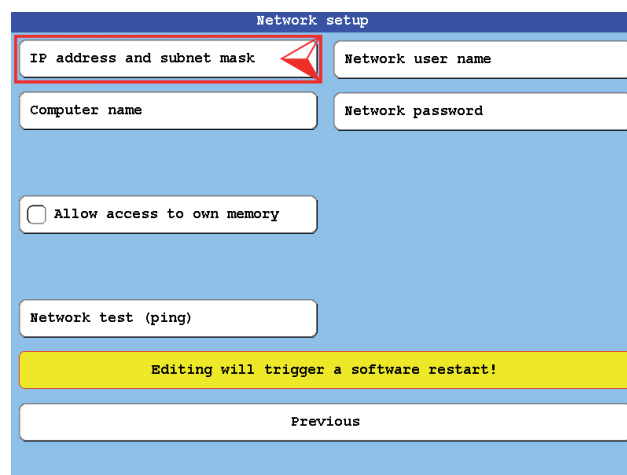 Network setup
IP address and subnet mask
Network user name
Computer name
Network password
Allow access to own memory
Network test (ping)
Editing will trigger a software restart!
Previous